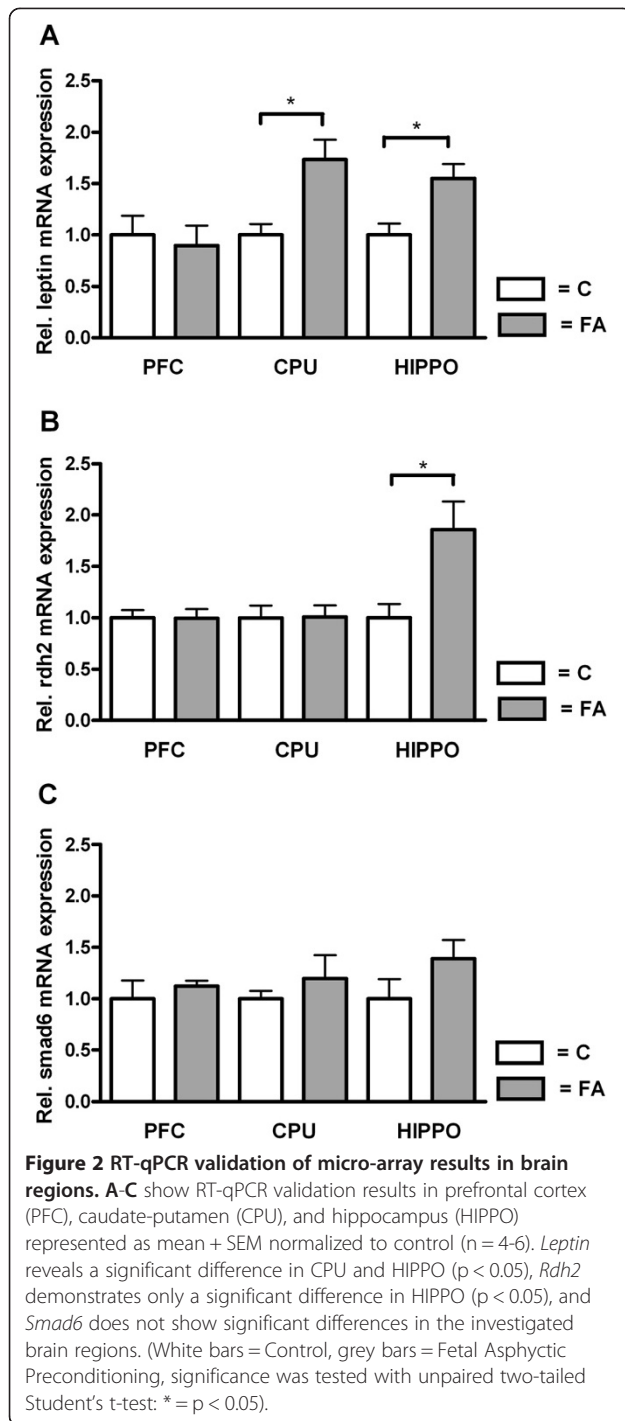 A
Rel. leptin mRNA expression
2.5
2.0
1.5
1.0
0.5
0.0
*
*
PFC
CPU
HIPPO
= C
= FA
B
Rel. rdh2 mRNA expression
2.5
2.0
1.5
1.0
0.5
0.0
*
PFC
CPU
HIPPO
= C
= FA
C
Rel. smad6 mRNA expression
2.5
2.0
1.5
1.0
0.5
0.0
PFC
CPU
HIPPO
= C
= FA
Figure 2 RT-qPCR validation of micro-array results in brain
regions. A-C show RT-qPCR validation results in prefrontal cortex
(PFC), caudate-putamen (CPU), and hippocampus (HIPPO)
represented as mean + SEM normalized to control (n = 4-6). Leptin
reveals a significant difference in CPU and HIPPO (p < 0.05), Rdh2
demonstrates only a significant difference in HIPPO (p < 0.05), and
Smad6 does not show significant differences in the investigated
brain regions. (White bars = Control, grey bars = Fetal Asphyctic
Preconditioning, significance was tested with unpaired two-tailed
Student's t-test: * = p < 0.05).